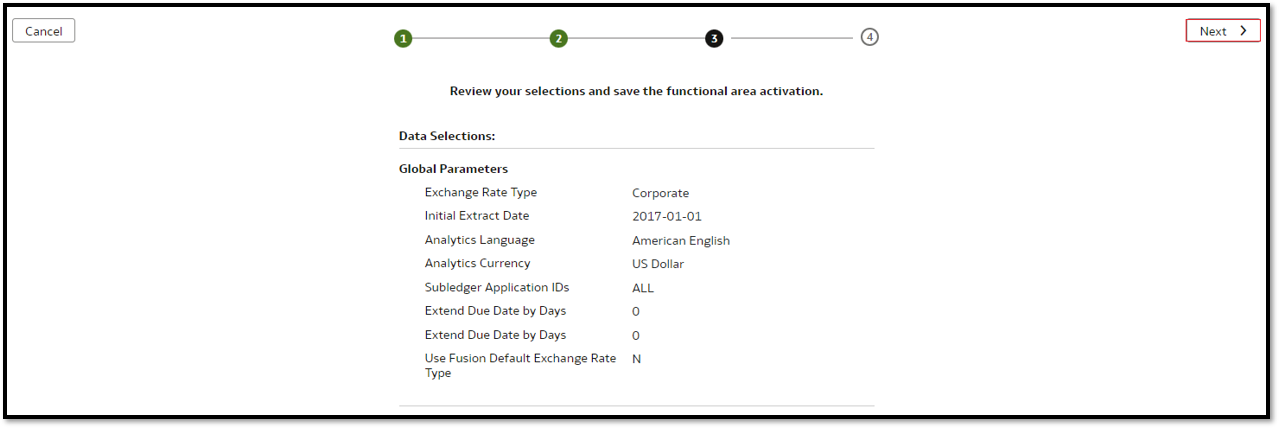 Cancel
1
2
3
4
Next
Review your selections and save the functional area activation.
Data Selections:
Global Parameters
Exchange Rate Type Corporate
Initial Extract Date 2017-01-01
Analytics Language American English
Analytics Currency US Dollar
Subledger Application IDs ALL
Extend Due Date by Days 0
Extend Due Date by Days 0
Use Fusion Default Exchange Rate N
Type